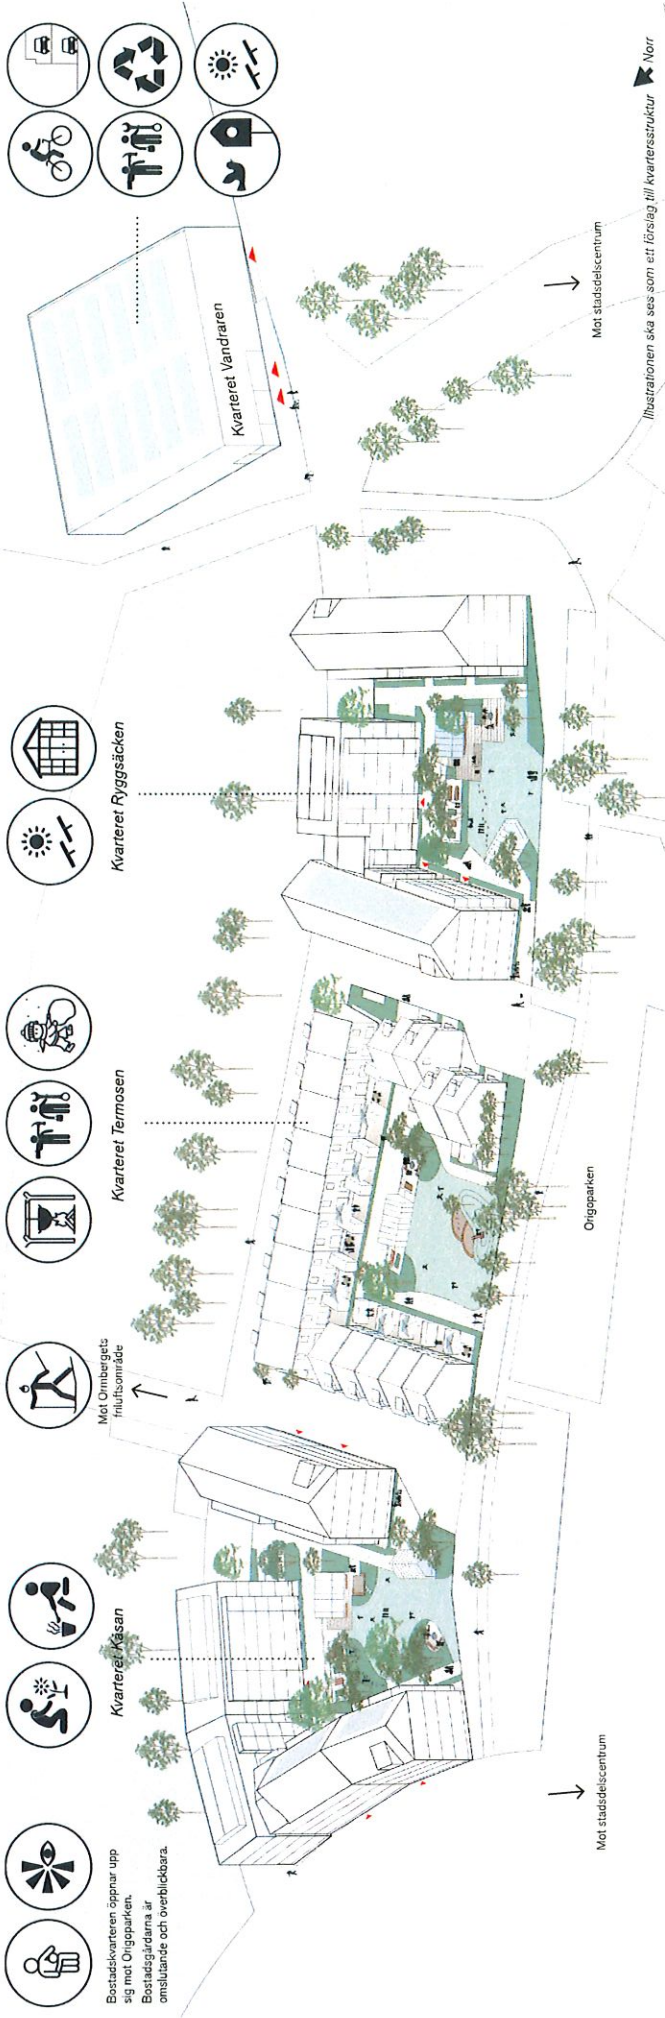 Bostadskvarteren öppnar upp
sig mot Origoparken.
Bostadsgårdarna är
omslutande och överblickbara.
Kvarteret Kåsan
Mot Ormbergets
friluftsområde
Kvarteret Termosen
Kvarteret Ryggsäcken
Kvarteret Vandraren
Mot stadsdelscentrum
Origoparken
Mot stadsdelscentrum
Illustrationen ska ses som ett förslag till kvartersstruktur
Norr